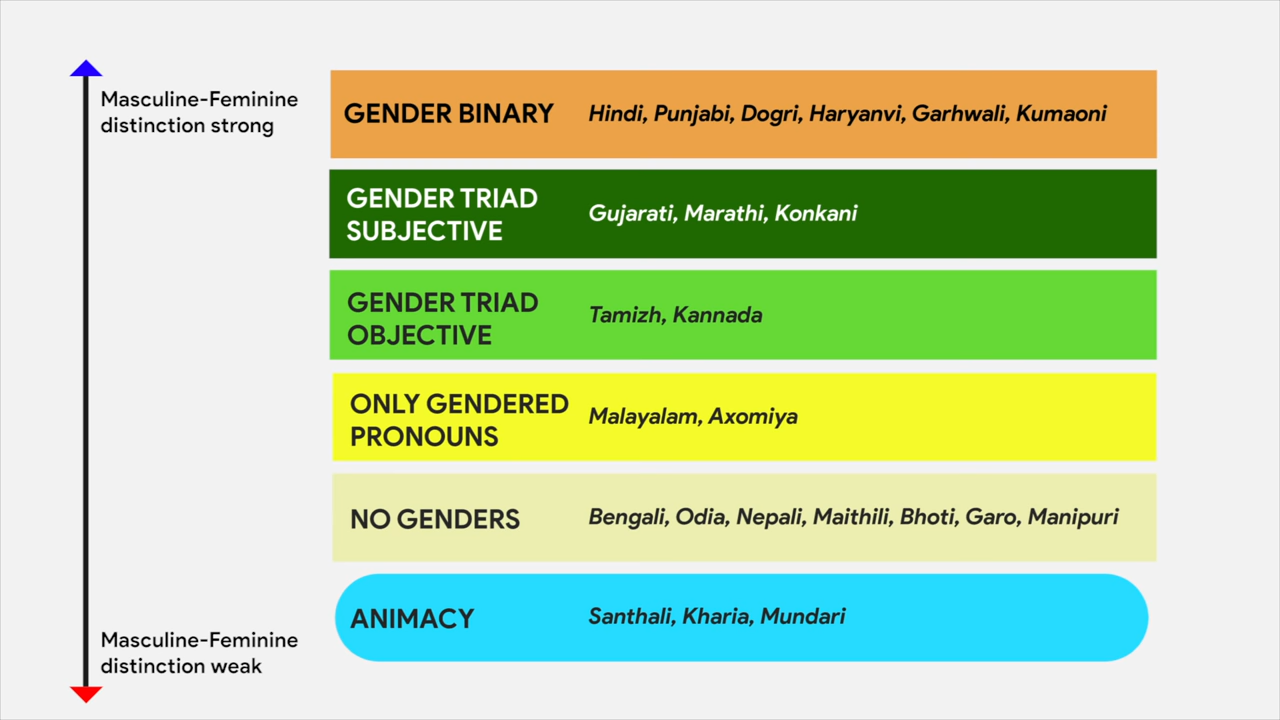 Masculine-Feminine
distinction strong
GENDER BINARY
Hindi, Punjabi, Dogri, Haryanvi, Garhwali, Kumaoni
GENDER TRIAD
SUBJECTIVE
Gujarati, Marathi, Konkani
GENDER TRIAD
OBJECTIVE
Tamizh, Kannada
ONLY GENDERED
PRONOUNS
Malayalam, Axomiya
NO GENDERS
Bengali, Odia, Nepali, Maithili, Bhoti, Garo, Manipuri
ANIMACY
Santhali, Kharia, Mundari
Masculine-Feminine
distinction weak